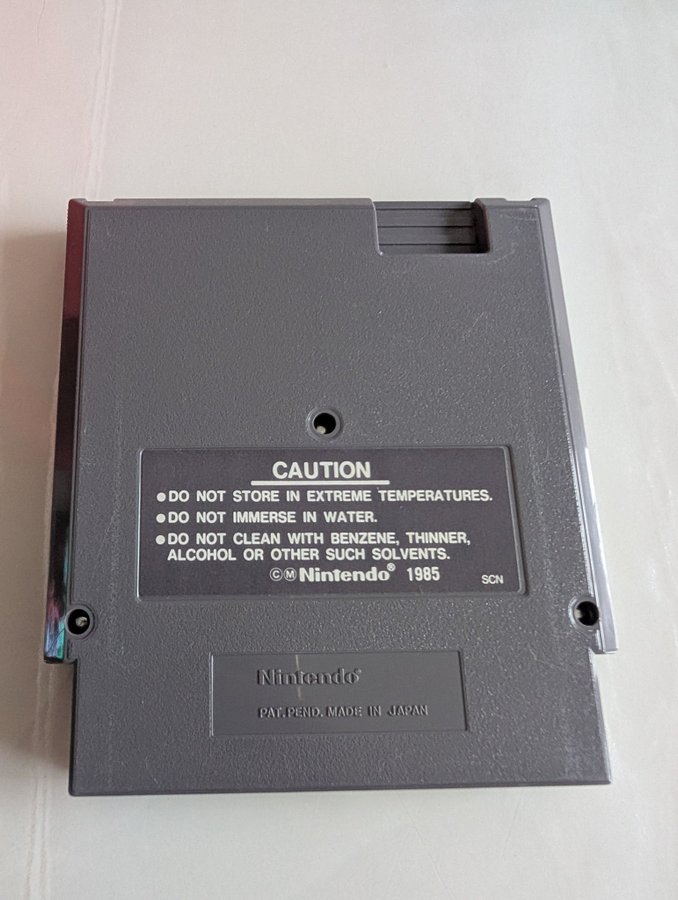 CAUTION
●DO NOT STORE IN EXTREME TEMPERATURES.
●DO NOT IMMERSE IN WATER.
●DO NOT CLEAN WITH BENZENE, THINNER,
ALCOHOL OR OTHER SUCH SOLVENTS.
©Ⓜ Nintendo® 1985 SCN
Nintendo®
PAT. PEND. MADE IN JAPAN